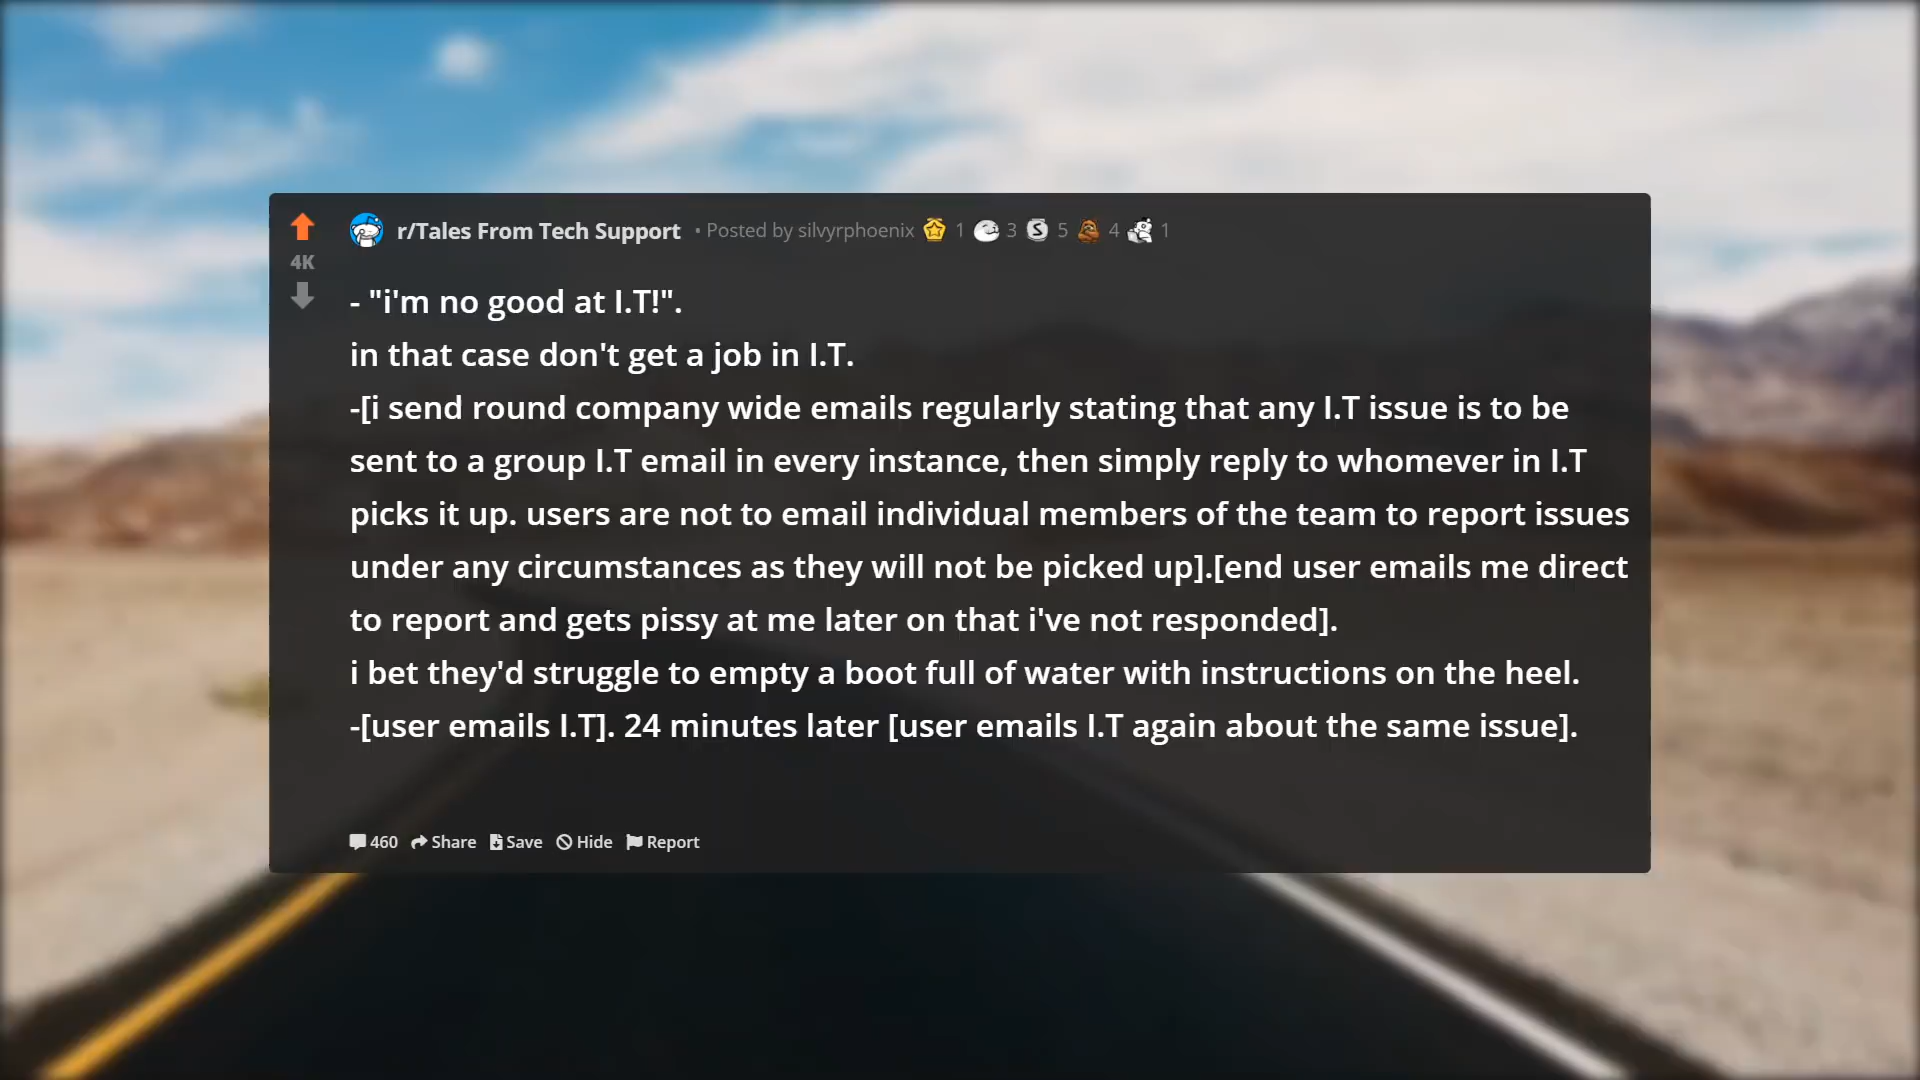 r/Tales From Tech Support • Posted by silvyrphoenix 1 3 5 4 1
4K
- "i'm no good at I.T!".
in that case don't get a job in I.T.
-[i send round company wide emails regularly stating that any I.T issue is to be
sent to a group I.T email in every instance, then simply reply to whomever in I.T
picks it up. users are not to email individual members of the team to report issues
under any circumstances as they will not be picked up].[end user emails me direct
to report and gets pissy at me later on that i've not responded].
i bet they'd struggle to empty a boot full of water with instructions on the heel.
-[user emails I.T]. 24 minutes later [user emails I.T again about the same issue].
460 Share Save Hide Report